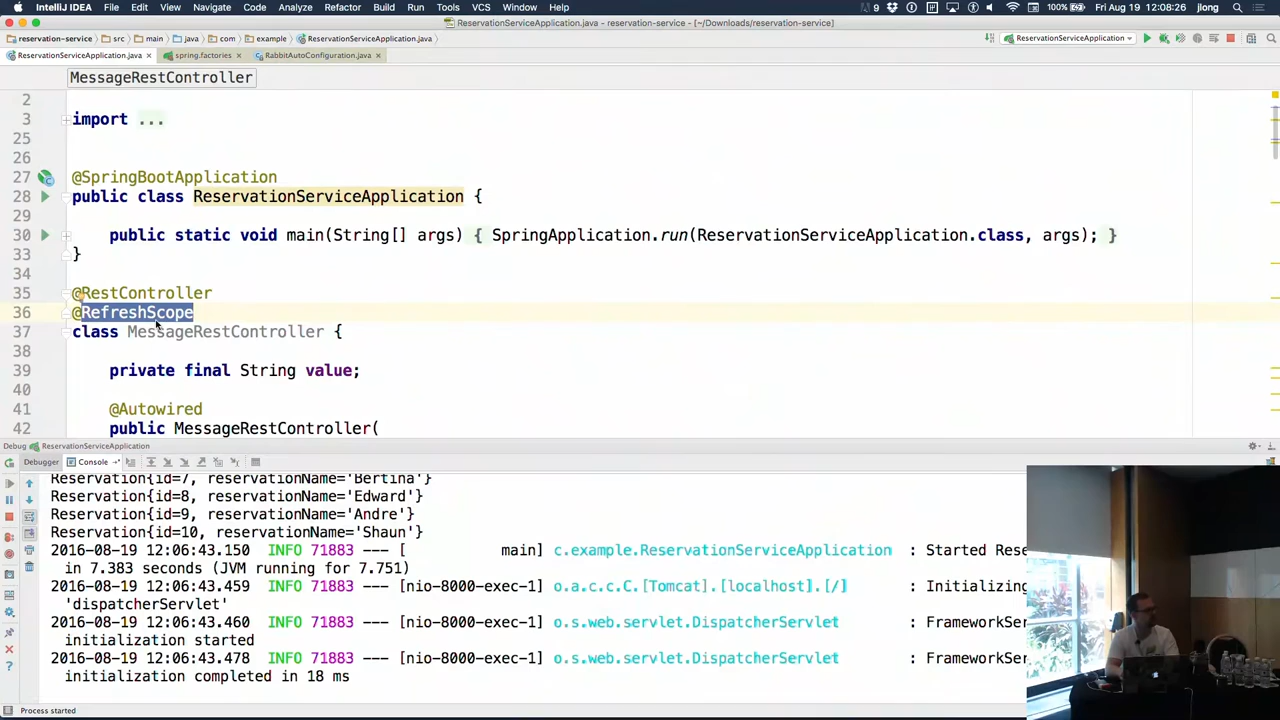 IntelliJ IDEA File Edit View Navigate Code Analyze Refactor Build Run Tools VCS Window Help 9 100% Fri Aug 19 12:08:26 jlong
ReservationServiceApplication.java - reservation-service - [~/Downloads/reservation-service]
reservation-service src main java com example ReservationServiceApplication.java ReservationServiceApplication
ReservationServiceApplication.java × spring.factories × RabbitAutoConfiguration.java ×
MessageRestController
2
3 import ...
25
26
27 @SpringBootApplication
28 public class ReservationServiceApplication {
29
30 public static void main(String[] args) { SpringApplication.run(ReservationServiceApplication.class, args); }
33 }
34
35 @RestController
36 @RefreshScope
37 class MessageRestController {
38
39 private final String value;
40
41 @Autowired
42 public MessageRestController(
Debug ReservationServiceApplication
Debugger Console
Reservation{id=7, reservationName='Bertina'}
Reservation{id=8, reservationName='Edward'}
Reservation{id=9, reservationName='Andre'}
Reservation{id=10, reservationName='Shaun'}
2016-08-19 12:06:43.150 INFO 71883 --- [ main] c.example.ReservationServiceApplication : Started Rese
in 7.383 seconds (JVM running for 7.751)
2016-08-19 12:06:43.459 INFO 71883 --- [nio-8000-exec-1] o.a.c.c.C.[Tomcat].[localhost].[/] : Initializing
'dispatcherServlet'
2016-08-19 12:06:43.460 INFO 71883 --- [nio-8000-exec-1] o.s.web.servlet.DispatcherServlet : FrameworkSer
initialization started
2016-08-19 12:06:43.478 INFO 71883 --- [nio-8000-exec-1] o.s.web.servlet.DispatcherServlet : FrameworkSer
initialization completed in 18 ms
Process started